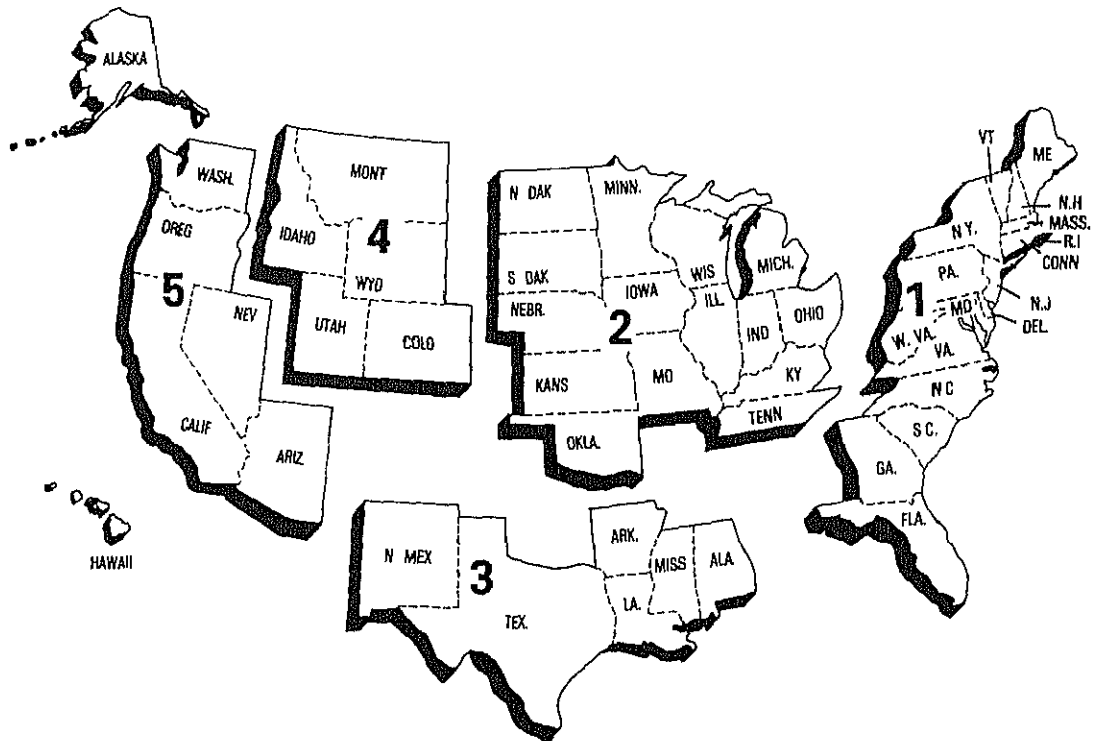 ALASKA
WASH.
OREG
5
NEV
CALIF
ARIZ
HAWAII
MONT
IDAHO
4
WYO
UTAH
COLO
N DAK
MINN.
S DAK
NEBR.
IOWA
2
WIS
MICH.
ILL.
IND
OHIO
KANS
MO
KY
TENN
OKLA.
N MEX
3
TEX.
ARK.
LA.
MISS
ALA.
VT
ME
N.H
MASS.
R.I
CONN
N Y.
PA.
1
N.J
DEL.
MD
W. VA.
VA.
N C
S C.
GA.
FLA.